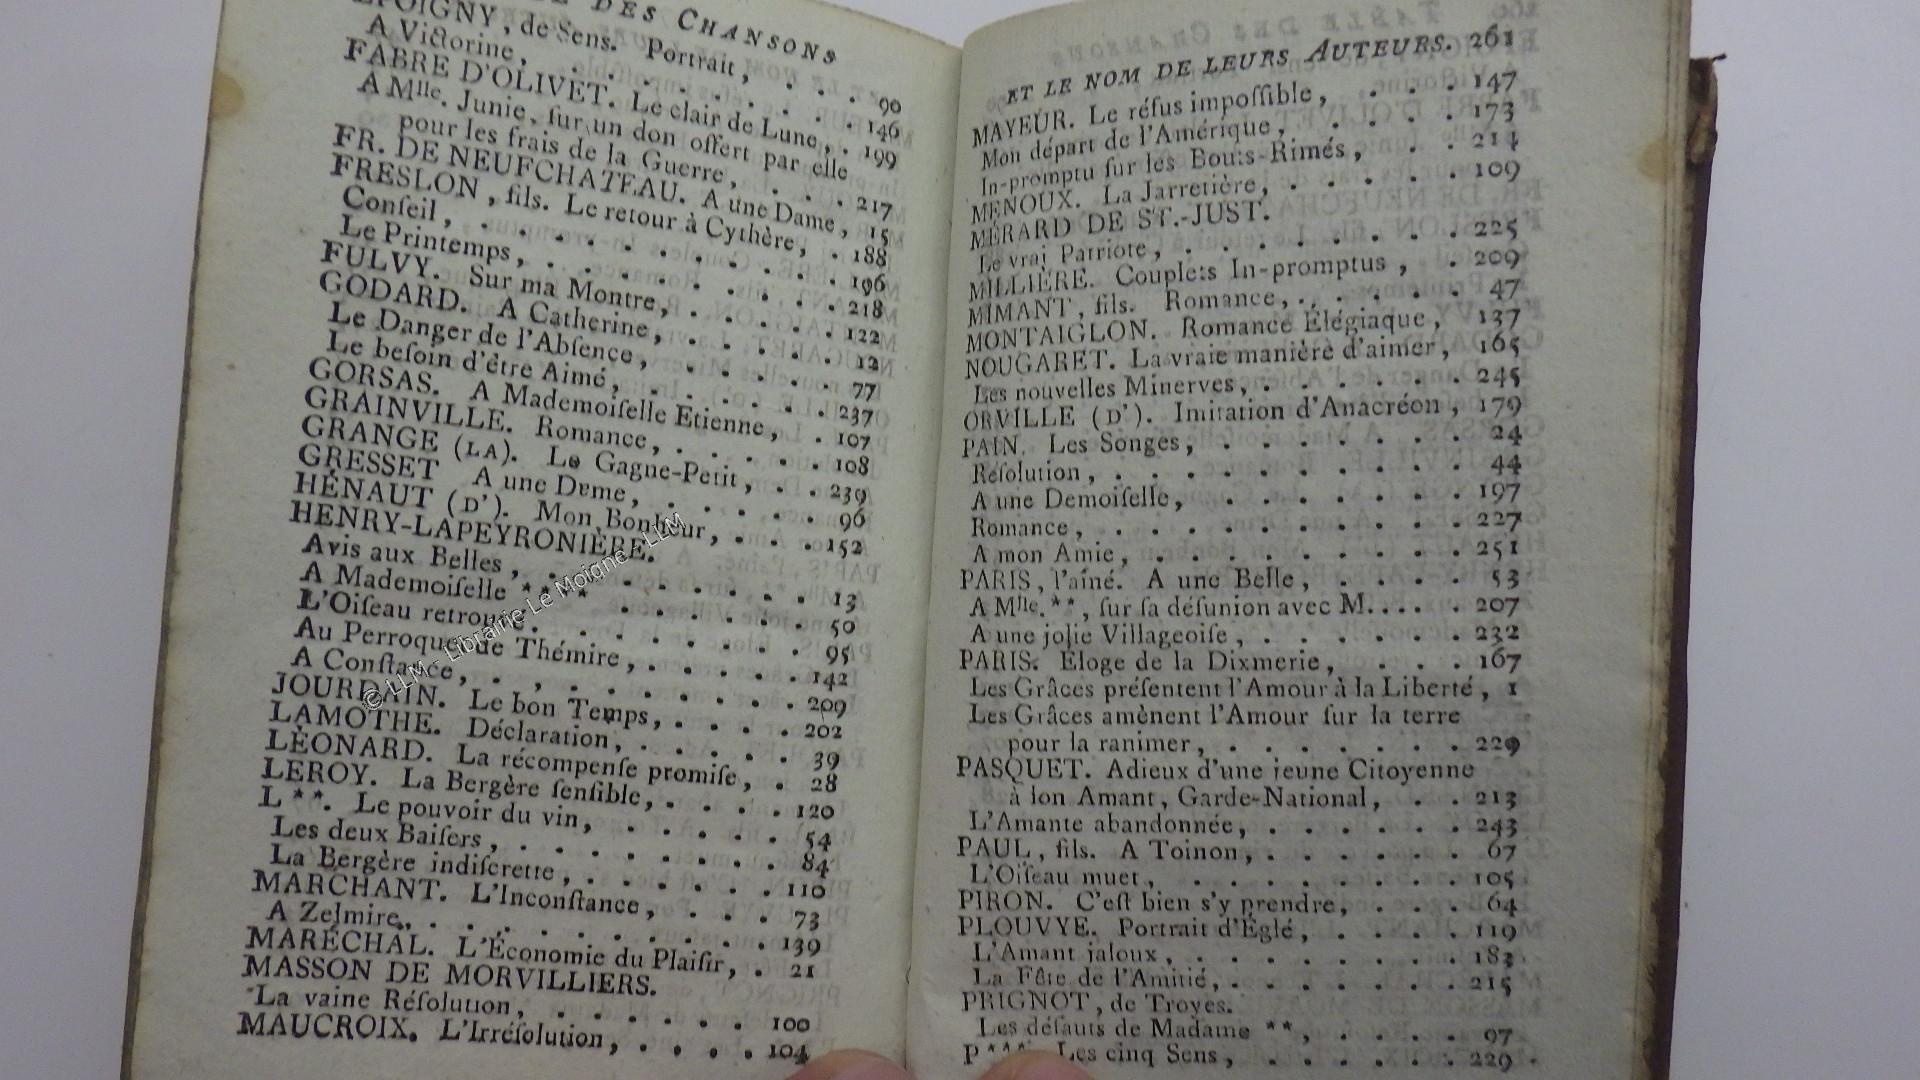 DES CHANSONS
EPOIGNY, de Sens. Portrait, . . . 90
A Victorine, . . . . . . . . 146
FABRE D'OLIVET. Le clair de Lune, . 199
A Mlle. Junie, ſur un don offert par elle
pour les frais de la Guerre, . . . . 217
FR. DE NEUFCHATEAU. A une Dame, 15
FRESLON, fils. Le retour à Cythère, . 188
Conſeil, . . . . . . . . . . 196
Le Printemps, . . . . . . . . . 218
FULVY. Sur ma Montre, . . . . . 122
GODARD. A Catherine, . . . . . 12
Le Danger de l'Abſence, . . . . . 77
Le beſoin d'être Aimé, . . . . . . 237
GORSAS. A Mademoiſelle Etienne, . 107
GRAINVILLE. Romance, . . . . . 108
GRANGE (LA). Le Gagne-Petit, . . 239
GRESSET A une Dame, . . . . . 96
HÉNAUT (D'). Mon Bonheur, . . . 152
HENRY-LAPEYRONIÈRE.
Avis aux Belles, . . . . . . . . 13
A Mademoiſelle *** . . . . . . 50
L'Oiſeau retrouvé. . . . . . . . 95
Au Perroquet de Thémire, . . . . . 142
A Conſtance, . . . . . . . . . 209
JOURDAIN. Le bon Temps, . . . . 202
LAMOTHE. Déclaration, . . . . . 39
LÉONARD. La récompenſe promiſe, . 28
LEROY. La Bergère ſenſible, . . . . 120
L**. Le pouvoir du vin, . . . . . 54
Les deux Baiſers, . . . . . . . . 84
La Bergère indiſcrette, . . . . . . 110
MARCHANT. L'Inconſtance, . . . 73
A Zelmire, . . . . . . . . . . 139
MARÉCHAL. L'Économie du Plaiſir, . 21
MASSON DE MORVILLIERS.
La vaine Réſolution, . . . . . . 100
MAUCROIX. L'Irréſolution, . . . . 104
© LLM - Librairie Le Moigne - LLM
ET LE NOM DE LEURS AUTEURS. 261
MAYEUR. Le réfus impoſſible, . . . 147
Mon départ de l'Amérique, . . . . 173
In-promptu ſur les Bouts-Rimés, . . 214
MENOUX. La Jarretière, . . . . . 109
MÉRARD DE ST.-JUST.
Le vrai Patriote, . . . . . . . . 225
MILLIÈRE. Couplets In-promptus, . 209
MIMANT, fils. Romance, . . . . . 47
MONTAIGLON. Romance Élégiaque, 137
NOUGARET. La vraie manière d'aimer, 165
Les nouvelles Minerves, . . . . . . 245
ORVILLE (D'). Imitation d'Anacréon, 179
PAIN. Les Songes, . . . . . . . 24
Réſolution, . . . . . . . . . . 44
A une Demoiſelle, . . . . . . . . 197
Romance, . . . . . . . . . . . 227
A mon Amie, . . . . . . . . . 251
PARIS, l'aîné. A une Belle, . . . . 53
A Mlle.**, ſur ſa déſunion avec M.... . 207
A une jolie Villageoiſe, . . . . . . 232
PARIS. Éloge de la Dixmerie, . . . 167
Les Grâces préſentent l'Amour à la Liberté, 1
Les Grâces amènent l'Amour ſur la terre
pour la ranimer, . . . . . . . 229
PASQUET. Adieux d'une jeune Citoyenne
à ſon Amant, Garde-National, . . 213
L'Amante abandonnée, . . . . . . 243
PAUL, fils. A Toinon, . . . . . . 67
L'Oiſeau muet, . . . . . . . . 105
PIRON. C'eſt bien s'y prendre, . . . 64
PLOUVYE. Portrait d'Églé, . . . . 119
L'Amant jaloux, . . . . . . . . 183
La Fête de l'Amitié, . . . . . . . 215
PRIGNOT, de Troyes.
Les défauts de Madame **, . . . . 97
P***. Les cinq Sens, . . . . . . 229